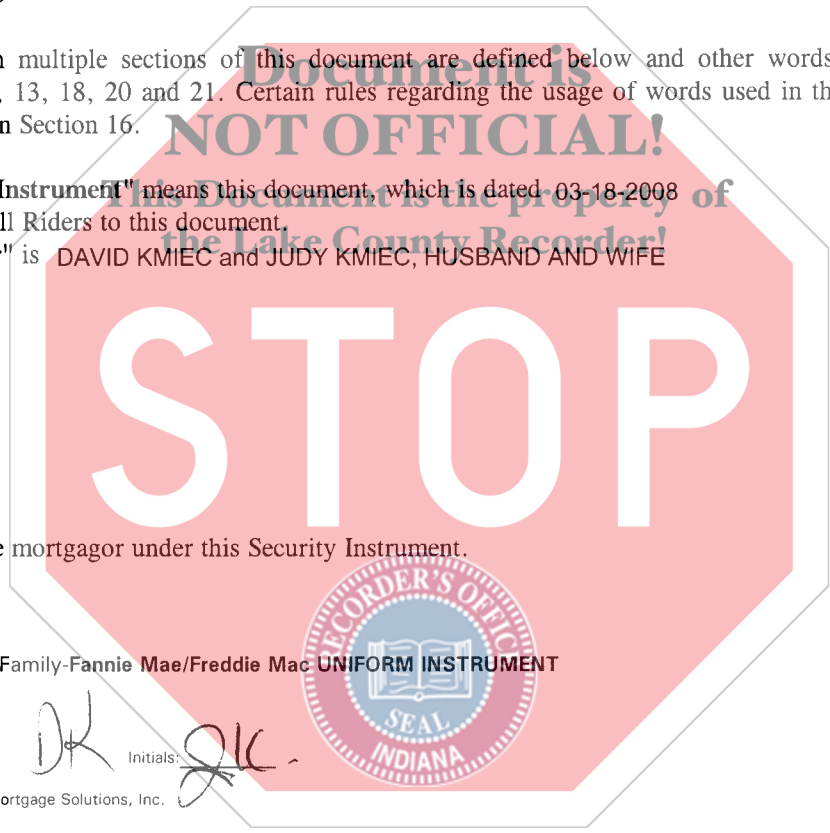 multiple sections of this document are defined below and other words
Document is
, 13, 18, 20 and 21. Certain rules regarding the usage of words used in th
n Section 16.
NOT OFFICIAL!
Instrument" means this document, which is dated 03-18-2008
This Document is the property of
ll Riders to this document.
the Lake County Recorder!
" is DAVID KMIEC and JUDY KMIEC, HUSBAND AND WIFE
STOP
e mortgagor under this Security Instrument.
RECORDER'S OFFICE
SEAL
INDIANA
Family-Fannie Mae/Freddie Mac UNIFORM INSTRUMENT
DK Initials: JK
ortgage Solutions, Inc.